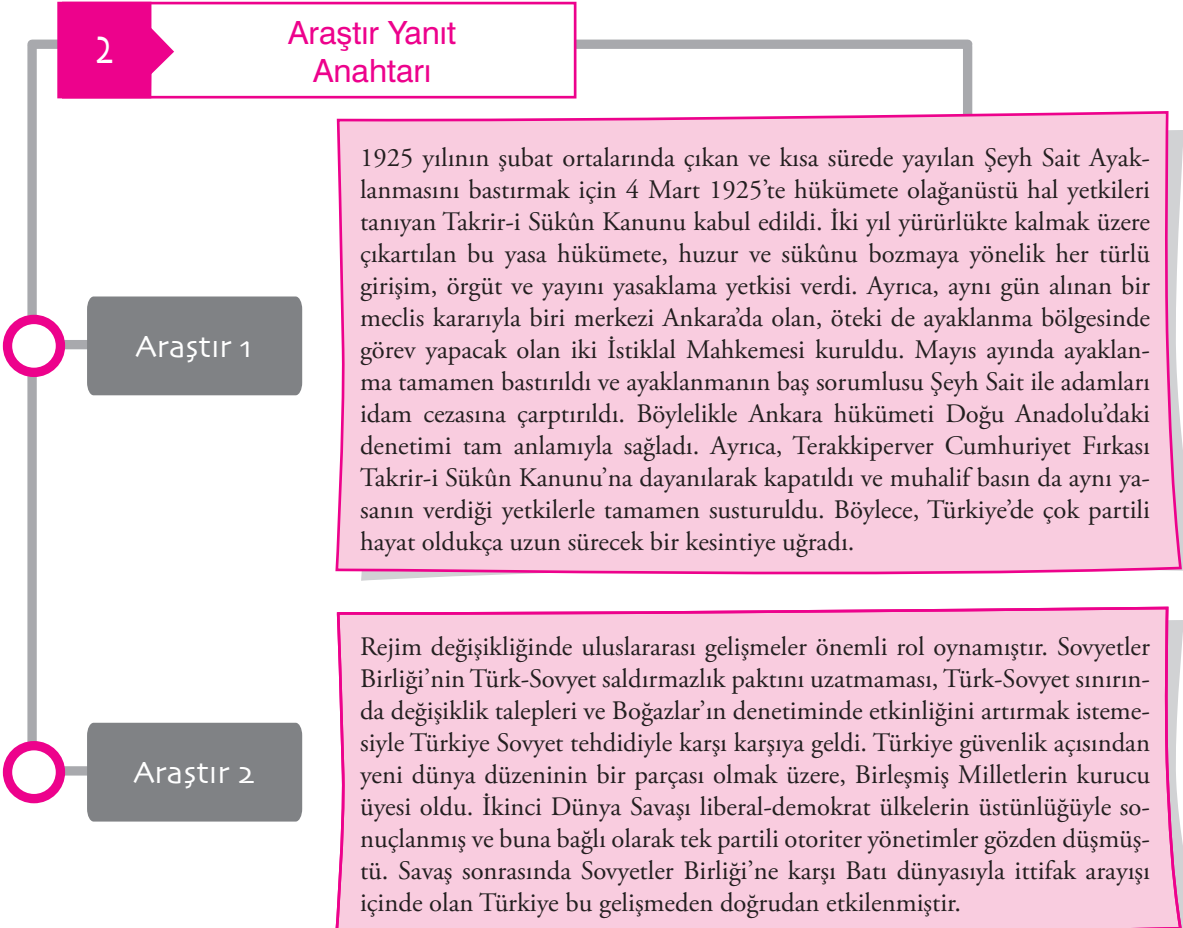 2
Araştır Yanıt
Anahtarı
Araştır 1
1925 yılının şubat ortalarında çıkan ve kısa sürede yayılan Şeyh Sait Ayak-
lanmasını bastırmak için 4 Mart 1925’te hükümete olağanüstü hal yetkileri
tanıyan Takrir-i Sükûn Kanunu kabul edildi. İki yıl yürürlükte kalmak üzere
çıkartılan bu yasa hükümete, huzur ve sükûnu bozmaya yönelik her türlü
girişim, örgüt ve yayını yasaklama yetkisi verdi. Ayrıca, aynı gün alınan bir
meclis kararıyla biri merkezi Ankara’da olan, öteki de ayaklanma bölgesinde
görev yapacak olan iki İstiklal Mahkemesi kuruldu. Mayıs ayında ayaklan-
ma tamamen bastırıldı ve ayaklanmanın baş sorumlusu Şeyh Sait ile adamları
idam cezasına çarptırıldı. Böylelikle Ankara hükümeti Doğu Anadolu’daki
denetimi tam anlamıyla sağladı. Ayrıca, Terakkiperver Cumhuriyet Fırkası
Takrir-i Sükûn Kanunu’na dayanılarak kapatıldı ve muhalif basın da aynı ya-
sanın verdiği yetkilerle tamamen susturuldu. Böylece, Türkiye’de çok partili
hayat oldukça uzun sürecek bir kesintiye uğradı.
Araştır 2
Rejim değişikliğinde uluslararası gelişmeler önemli rol oynamıştır. Sovyetler
Birliği’nin Türk-Sovyet saldırmazlık paktını uzatmaması, Türk-Sovyet sınırın-
da değişiklik talepleri ve Boğazlar’ın denetiminde etkinliğini artırmak isteme-
siyle Türkiye Sovyet tehdidiyle karşı karşıya geldi. Türkiye güvenlik açısından
yeni dünya düzeninin bir parçası olmak üzere, Birleşmiş Milletlerin kurucu
üyesi oldu. İkinci Dünya Savaşı liberal-demokrat ülkelerin üstünlüğüyle so-
nuçlanmış ve buna bağlı olarak tek partili otoriter yönetimler gözden düşmüş-
tü. Savaş sonrasında Sovyetler Birliği’ne karşı Batı dünyasıyla ittifak arayışı
içinde olan Türkiye bu gelişmeden doğrudan etkilenmiştir.